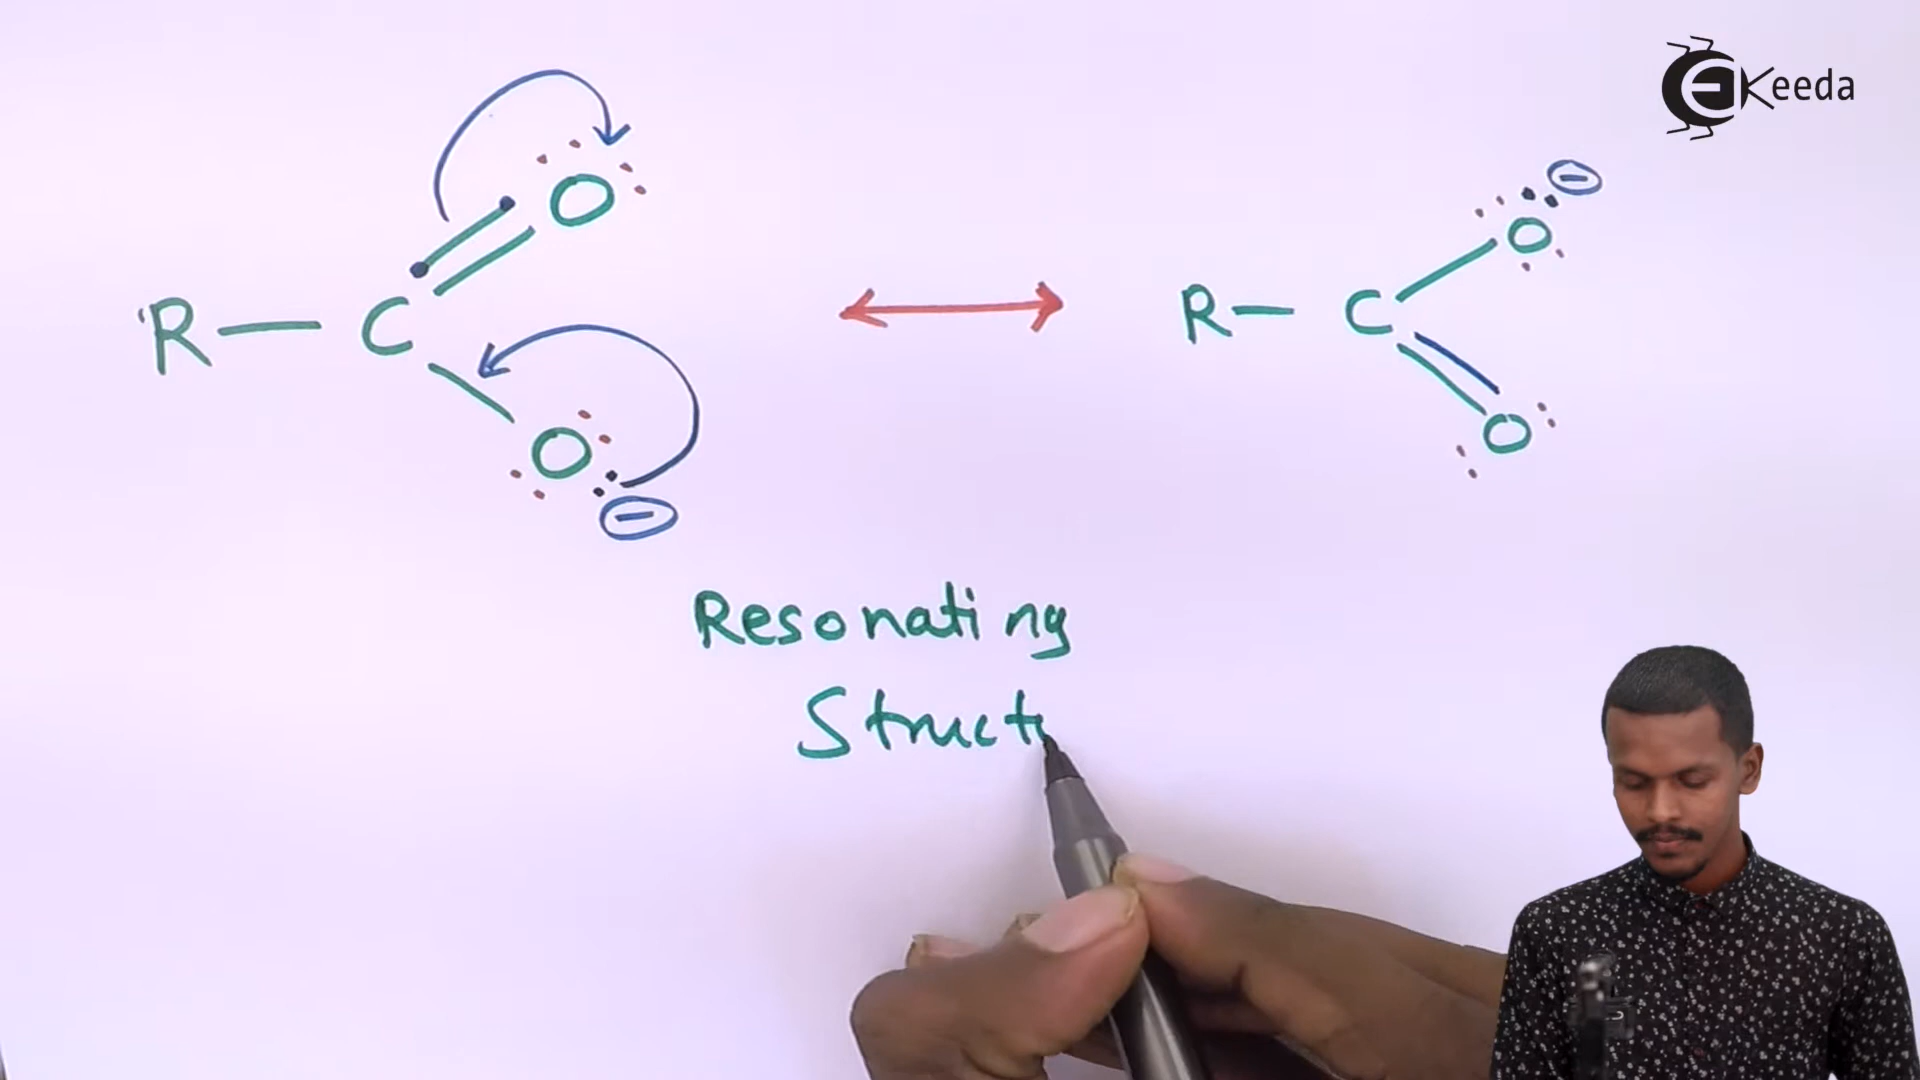 EKeeda
O
⊖
O
R — C
R — C
O
O
⊖
Resonating
Struct